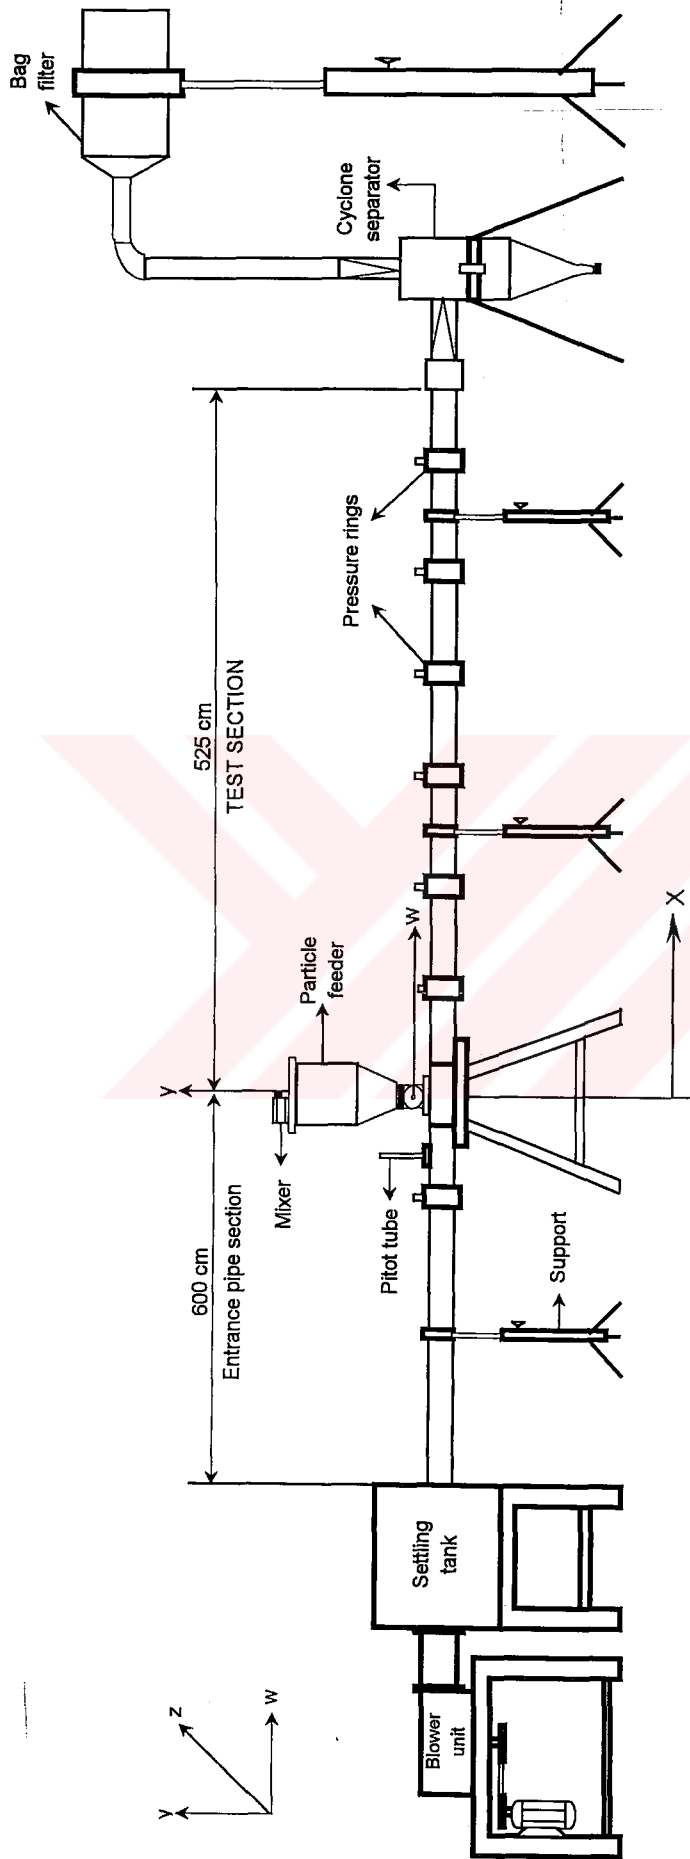 Bag
filter
Cyclone
separator
525 cm
TEST SECTION
Pressure rings
Particle
feeder
w
X
y
Mixer
600 cm
Entrance pipe section
Pitot tube
Support
Settling
tank
Blower
unit
y
z
w